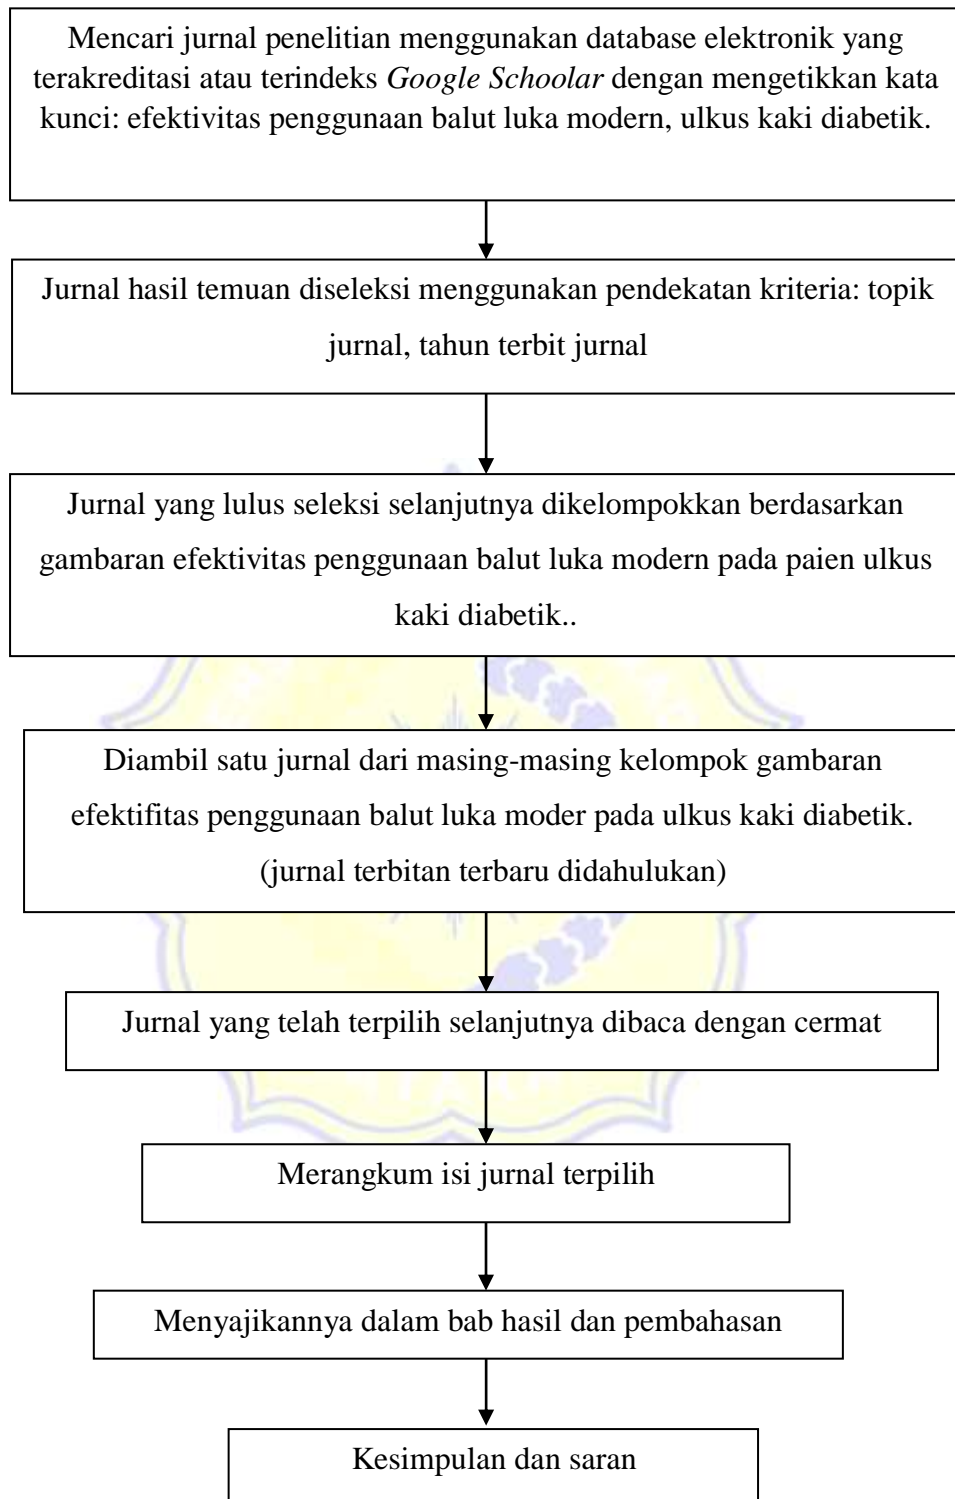 Mencari jurnal penelitian menggunakan database elektronik yang
terakreditasi atau terindeks Google Schoolar dengan mengetikkan kata
kunci: efektivitas penggunaan balut luka modern, ulkus kaki diabetik.
Jurnal hasil temuan diseleksi menggunakan pendekatan kriteria: topik
jurnal, tahun terbit jurnal
Jurnal yang lulus seleksi selanjutnya dikelompokkan berdasarkan
gambaran efektivitas penggunaan balut luka modern pada paien ulkus
kaki diabetik..
Diambil satu jurnal dari masing-masing kelompok gambaran
efektifitas penggunaan balut luka moder pada ulkus kaki diabetik.
(jurnal terbitan terbaru didahulukan)
Jurnal yang telah terpilih selanjutnya dibaca dengan cermat
Merangkum isi jurnal terpilih
Menyajikannya dalam bab hasil dan pembahasan
Kesimpulan dan saran